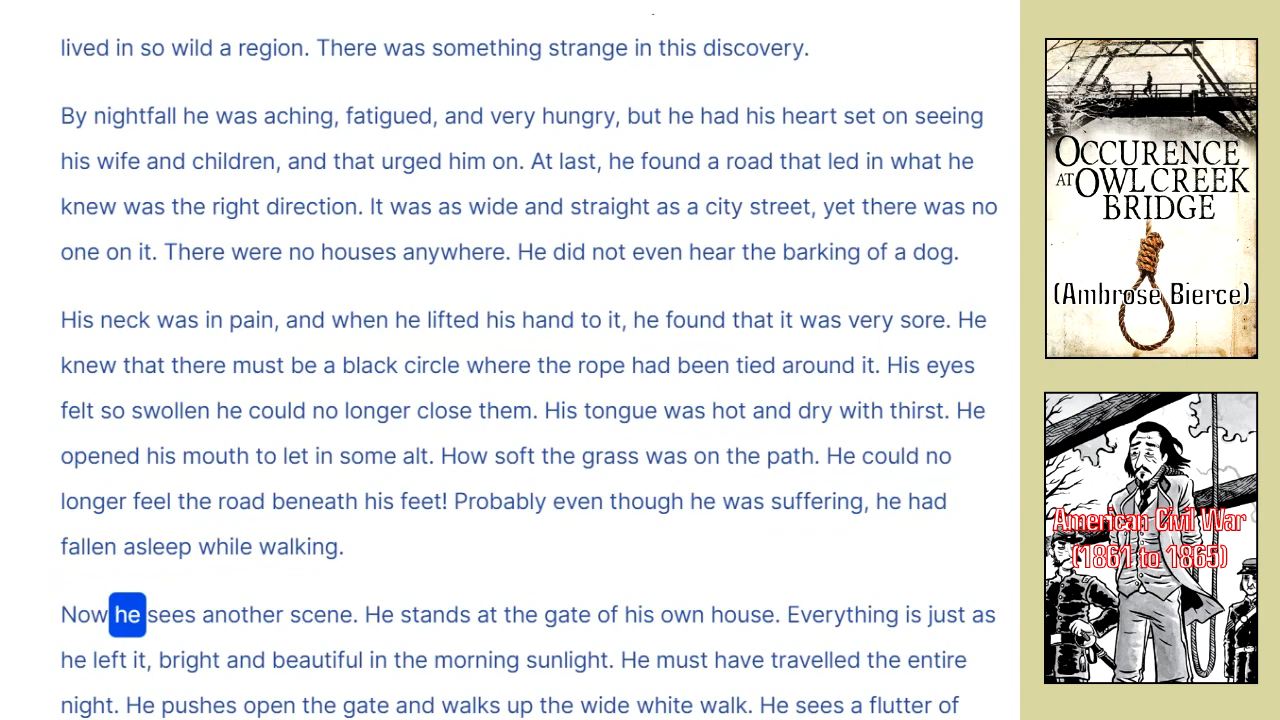 lived in so wild a region. There was something strange in this discovery.
By nightfall he was aching, fatigued, and very hungry, but he had his heart set on seeing
his wife and children, and that urged him on. At last, he found a road that led in what he
knew was the right direction. It was as wide and straight as a city street, yet there was no
one on it. There were no houses anywhere. He did not even hear the barking of a dog.
His neck was in pain, and when he lifted his hand to it, he found that it was very sore. He
knew that there must be a black circle where the rope had been tied around it. His eyes
felt so swollen he could no longer close them. His tongue was hot and dry with thirst. He
opened his mouth to let in some alt. How soft the grass was on the path. He could no
longer feel the road beneath his feet! Probably even though he was suffering, he had
fallen asleep while walking.
Now he sees another scene. He stands at the gate of his own house. Everything is just as
he left it, bright and beautiful in the morning sunlight. He must have travelled the entire
night. He pushes open the gate and walks up the wide white walk. He sees a flutter of
OCCURENCE
AT OWL CREEK
BRIDGE
(Ambrose Bierce)
American Civil War
(1861 to 1865)